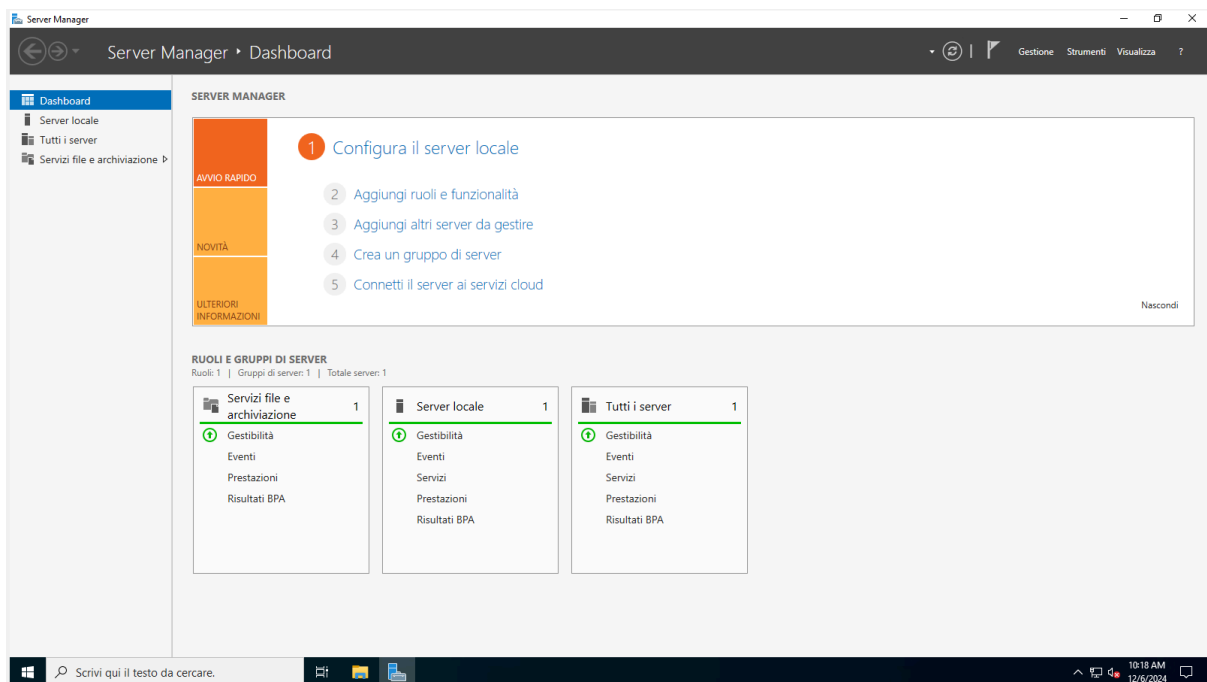 Server Manager
Server Manager • Dashboard
Gestione Strumenti Visualizza ?
Dashboard
Server locale
Tutti i server
Servizi file e archiviazione
SERVER MANAGER
AVVIO RAPIDO
NOVITÀ
ULTERIORI
INFORMAZIONI
1 Configura il server locale
2 Aggiungi ruoli e funzionalità
3 Aggiungi altri server da gestire
4 Crea un gruppo di server
5 Connetti il server ai servizi cloud
Nascondi
RUOLI E GRUPPI DI SERVER
Ruoli: 1 | Gruppi di server: 1 | Totale server: 1
Servizi file e
archiviazione 1
Gestibilità
Eventi
Prestazioni
Risultati BPA
Server locale 1
Gestibilità
Eventi
Servizi
Prestazioni
Risultati BPA
Tutti i server 1
Gestibilità
Eventi
Servizi
Prestazioni
Risultati BPA
Scrivi qui il testo da cercare.
10:18 AM
12/6/2024